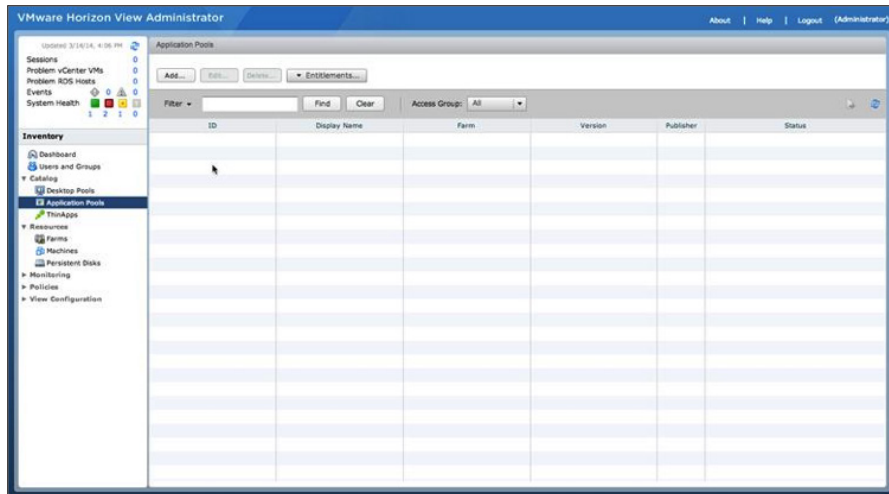 VMware Horizon View Administrator
About | Help | Logout (Administrator)
Updated 3/14/14, 4:06 PM
Sessions 0
Problem vCenter VMs 0
Problem RDS Hosts 0
Events 0 0
System Health
1 2 1 0
Inventory
Dashboard
Users and Groups
Catalog
Desktop Pools
Application Pools
ThinApps
Resources
Farms
Machines
Persistent Disks
Monitoring
Policies
View Configuration
Application Pools
Add... Edit... Delete... Entitlements...
Filter Find Clear Access Group: All
ID Display Name Farm Version Publisher Status